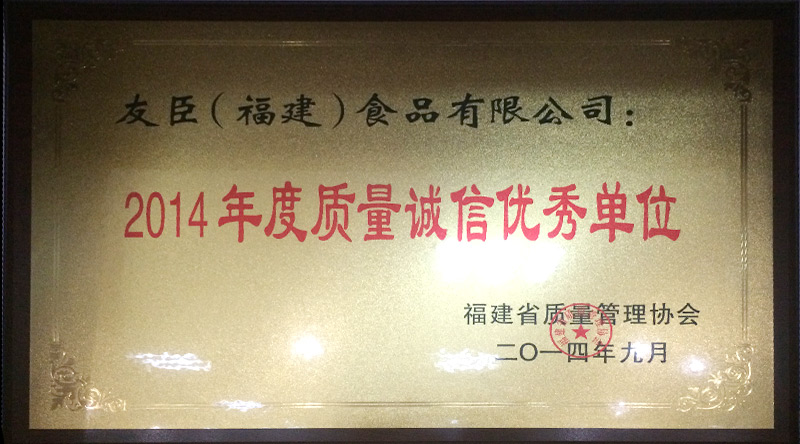 友臣(福建)食品有限公司:
2014年度质量诚信优秀单位
福建省质量管理协会
二〇一四年九月